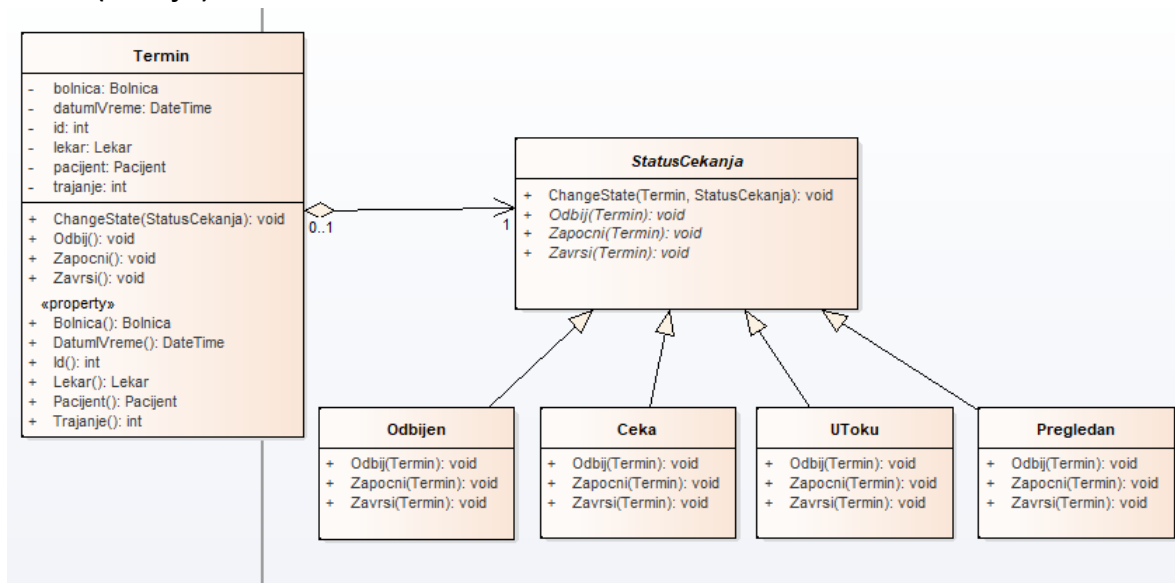 Termin
- bolnica: Bolnica
- datumIVreme: DateTime
- id: int
- lekar: Lekar
- pacijent: Pacijent
- trajanje: int
+ ChangeState(StatusCekanja): void
+ Odbij(): void
+ Zapocni(): void
+ Zavrsi(): void
«property»
+ Bolnica(): Bolnica
+ DatumIVreme(): DateTime
+ Id(): int
+ Lekar(): Lekar
+ Pacijent(): Pacijent
+ Trajanje(): int
0..1
1
StatusCekanja
+ ChangeState(Termin, StatusCekanja): void
+ Odbij(Termin): void
+ Zapocni(Termin): void
+ Zavrsi(Termin): void
Odbijen
+ Odbij(Termin): void
+ Zapocni(Termin): void
+ Zavrsi(Termin): void
Ceka
+ Odbij(Termin): void
+ Zapocni(Termin): void
+ Zavrsi(Termin): void
UToku
+ Odbij(Termin): void
+ Zapocni(Termin): void
+ Zavrsi(Termin): void
Pregledan
+ Odbij(Termin): void
+ Zapocni(Termin): void
+ Zavrsi(Termin): void